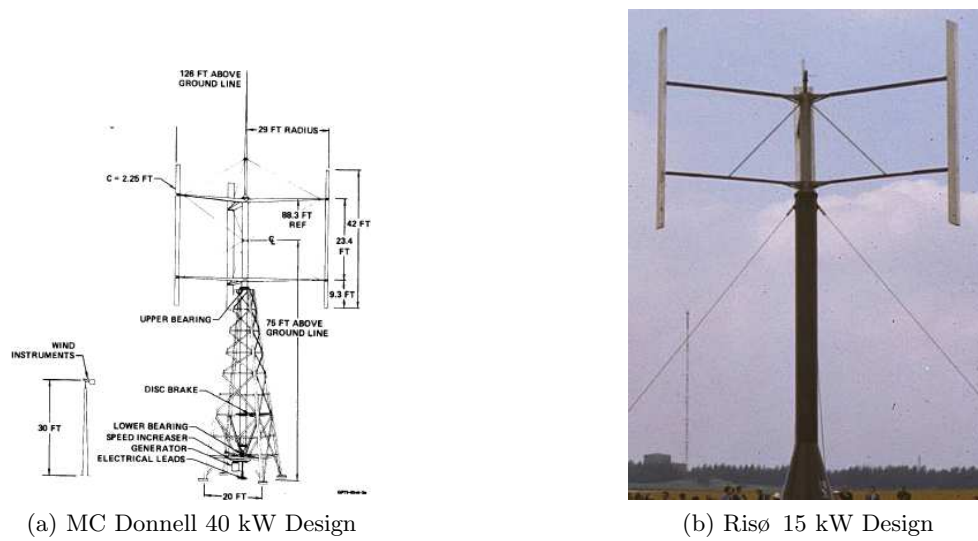 126 FT ABOVE
GROUND LINE
29 FT RADIUS
C = 2.25 FT
88.3 FT
REF
42 FT
23.4
FT
9.3 FT
UPPER BEARING
75 FT ABOVE
GROUND LINE
WIND
INSTRUMENTS
DISC BRAKE
30 FT
LOWER BEARING
SPEED INCREASER
GENERATOR
ELECTRICAL LEADS
20 FT
(a) MC Donnell 40 kW Design
(b) Risø 15 kW Design